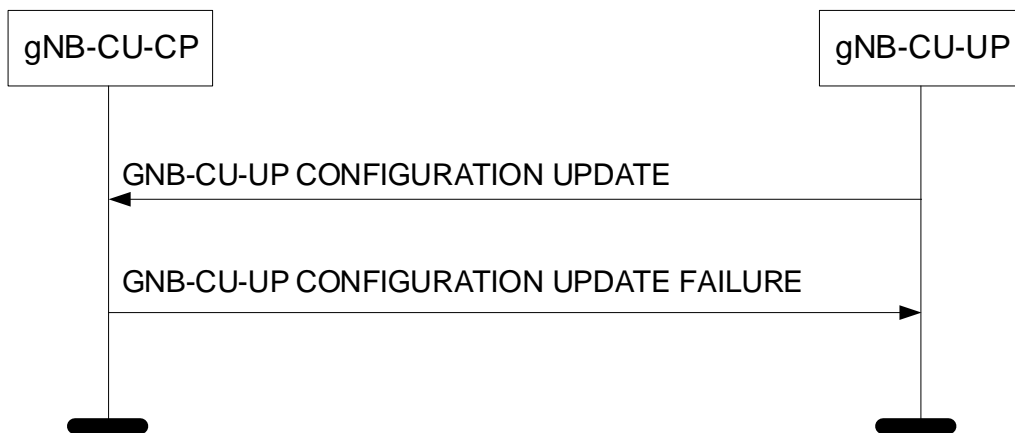 gNB-CU-CP
gNB-CU-UP
GNB-CU-UP CONFIGURATION UPDATE
GNB-CU-UP CONFIGURATION UPDATE FAILURE